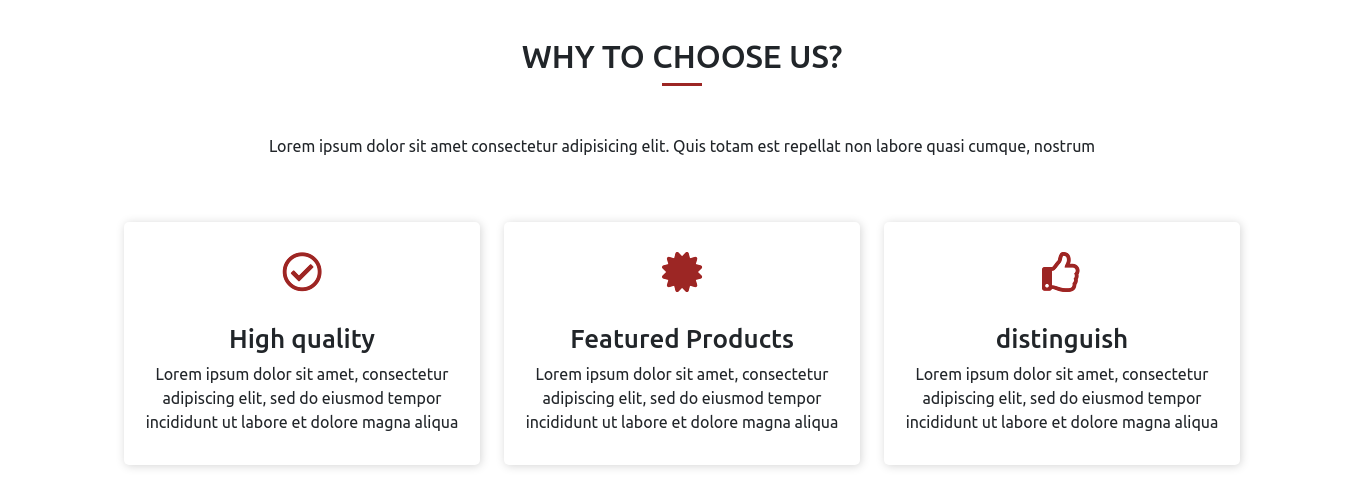 WHY TO CHOOSE US?
Lorem ipsum dolor sit amet consectetur adipisicing elit. Quis totam est repellat non labore quasi cumque, nostrum
High quality
Lorem ipsum dolor sit amet, consectetur
adipiscing elit, sed do eiusmod tempor
incididunt ut labore et dolore magna aliqua
Featured Products
Lorem ipsum dolor sit amet, consectetur
adipiscing elit, sed do eiusmod tempor
incididunt ut labore et dolore magna aliqua
distinguish
Lorem ipsum dolor sit amet, consectetur
adipiscing elit, sed do eiusmod tempor
incididunt ut labore et dolore magna aliqua